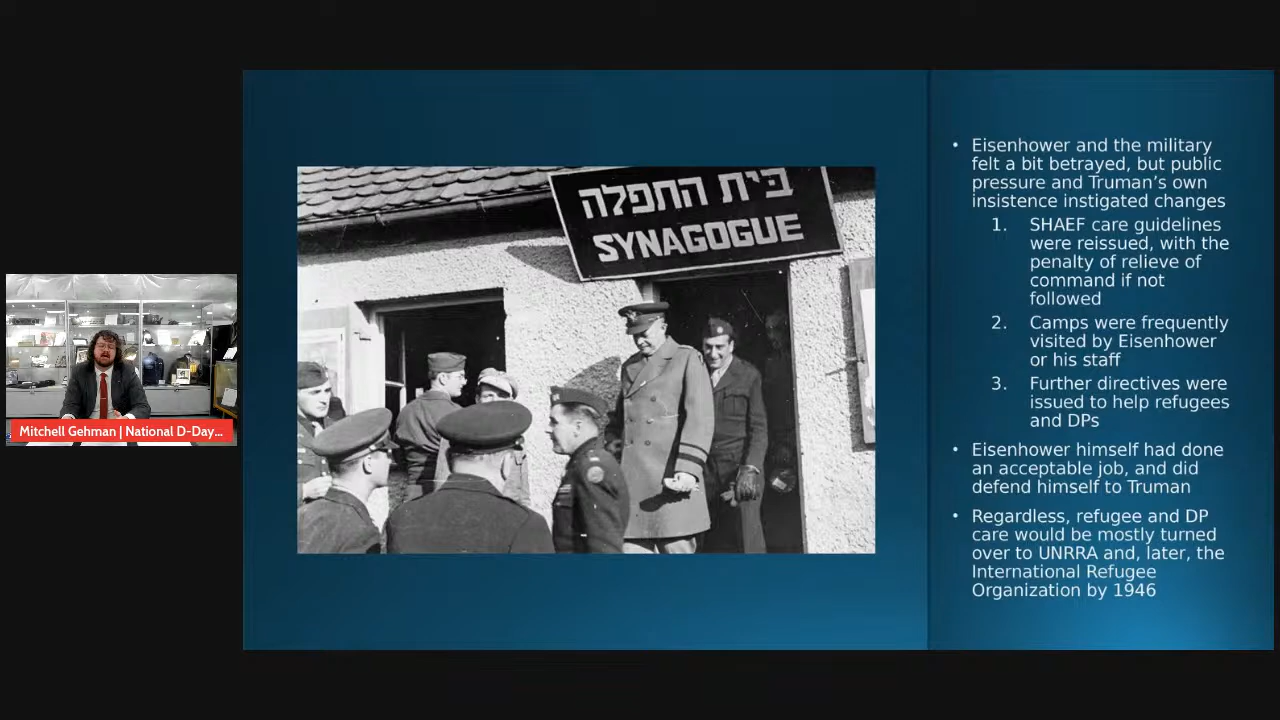 Mitchell Gehman | National D-Day...
בית התפלה
SYNAGOGUE
• Eisenhower and the military
felt a bit betrayed, but public
pressure and Truman's own
insistence instigated changes
1. SHAEF care guidelines
were reissued, with the
penalty of relieve of
command if not
followed
2. Camps were frequently
visited by Eisenhower
or his staff
3. Further directives were
issued to help refugees
and DPs
• Eisenhower himself had done
an acceptable job, and did
defend himself to Truman
• Regardless, refugee and DP
care would be mostly turned
over to UNRRA and, later, the
International Refugee
Organization by 1946